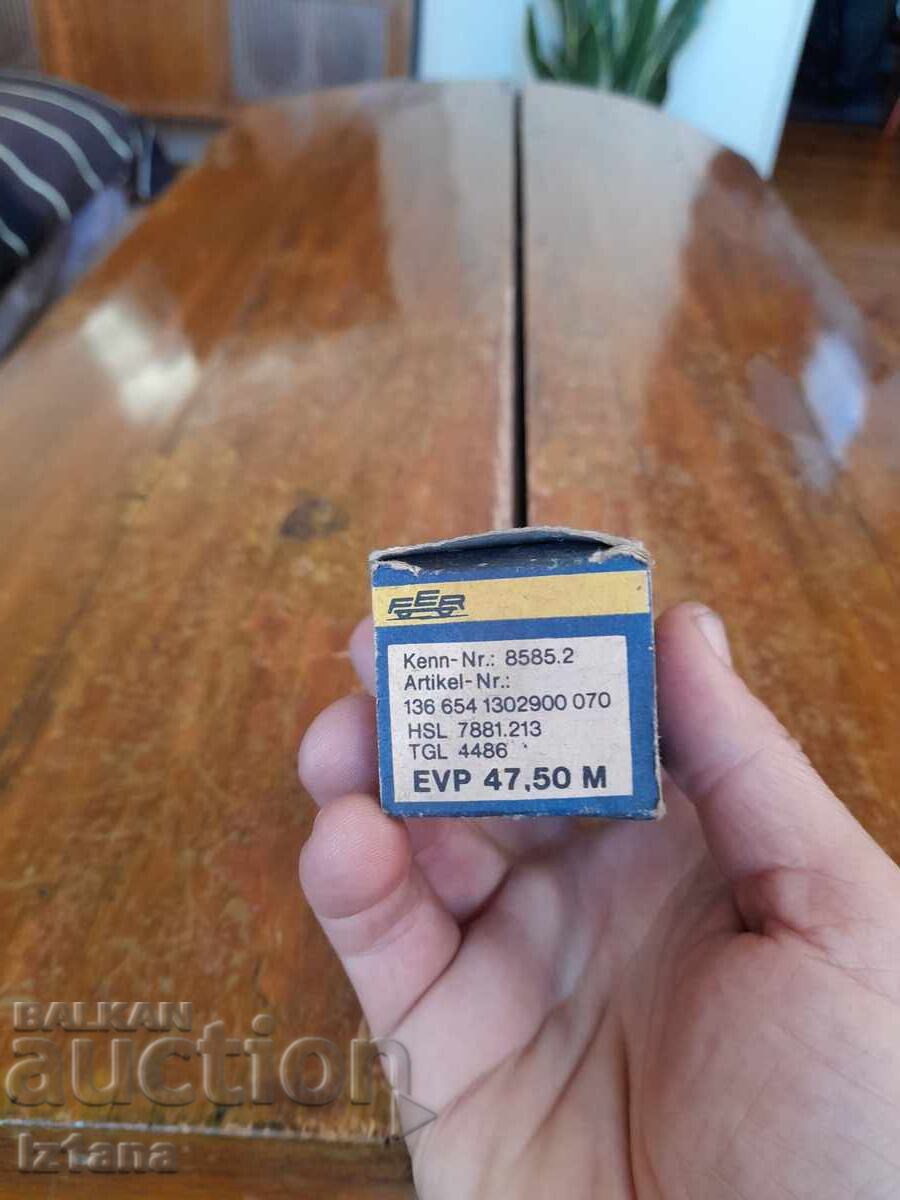 FER
Kenn-Nr.: 8585.2
Artikel-Nr.:
136 654 1302900 070
HSL 7881.213
TGL 4486
EVP 47,50 M
BALKAN
auction
Iztana